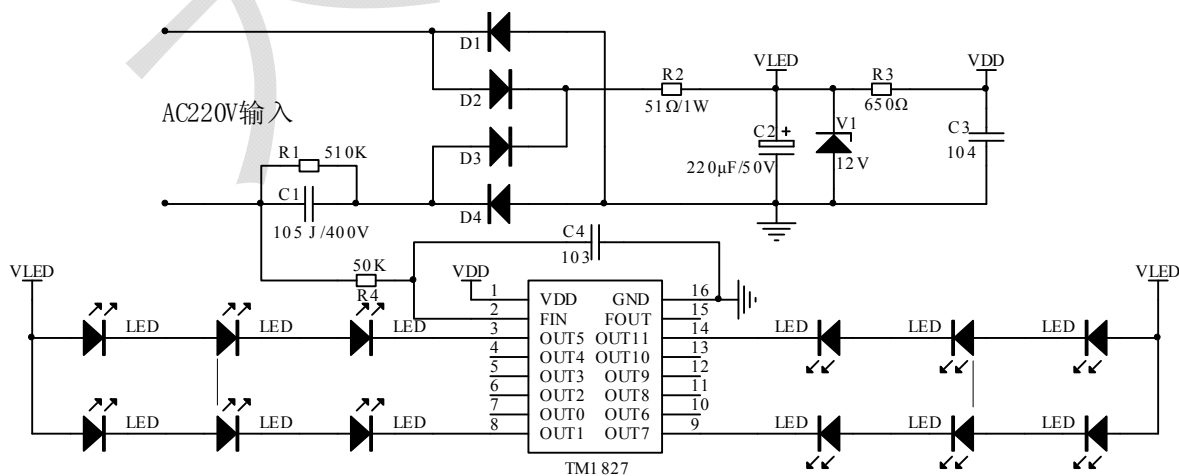 D1
VLED
VDD
R2
R3
D2
51Ω/1W
650Ω
AC220V输入
V1
C2
+
C3
R1
510K
D3
12V
104
220μF/50V
C1
D4
105J/400V
C4
103
50K
VLED
VDD
VLED
R4
1
VDD
GND
16
2
FIN
FOUT
15
LED
LED
LED
3
OUT5
OUT11
14
LED
LED
LED
4
OUT4
OUT10
13
5
OUT3
OUT9
12
6
OUT2
OUT8
11
7
OUT0
OUT6
10
LED
LED
LED
8
OUT1
OUT7
9
LED
LED
LED
TM1827